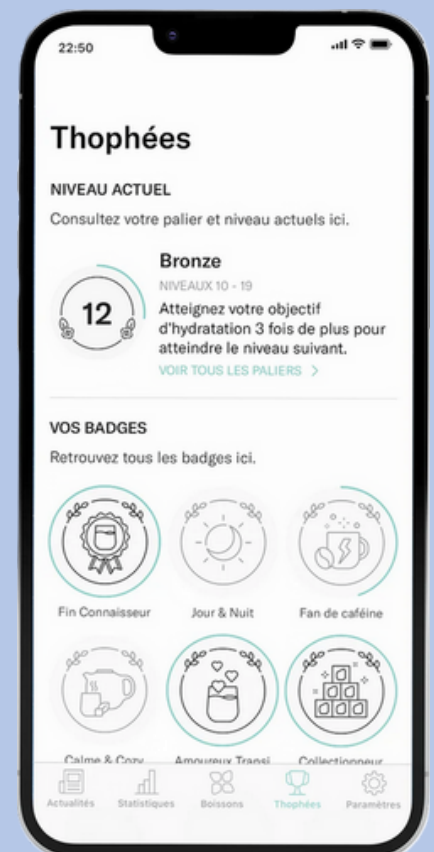 22:50
Thophées
NIVEAU ACTUEL
Consultez votre palier et niveau actuels ici.
12
Bronze
NIVEAUX 10 - 19
Atteignez votre objectif
d'hydratation 3 fois de plus pour
atteindre le niveau suivant.
VOIR TOUS LES PALIERS >
VOS BADGES
Retrouvez tous les badges ici.
Fin Connaisseur
Jour & Nuit
Fan de caféine
Calme & Cozy
Amoureux Transi
Collectionneur
Actualités
Statistiques
Boissons
Thophées
Paramètres